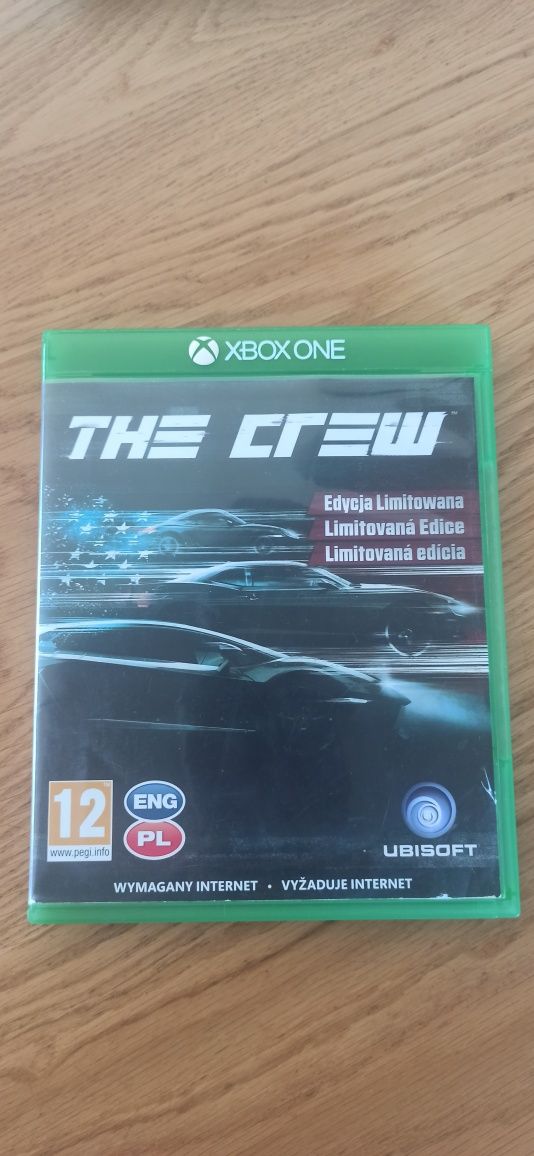 XBOX ONE
THE CREW™
Edycja Limitowana
Limitovaná Edice
Limitovaná edícia
12
www.pegi.info
ENG
PL
UBISOFT
WYMAGANY INTERNET • VYŽADUJE INTERNET